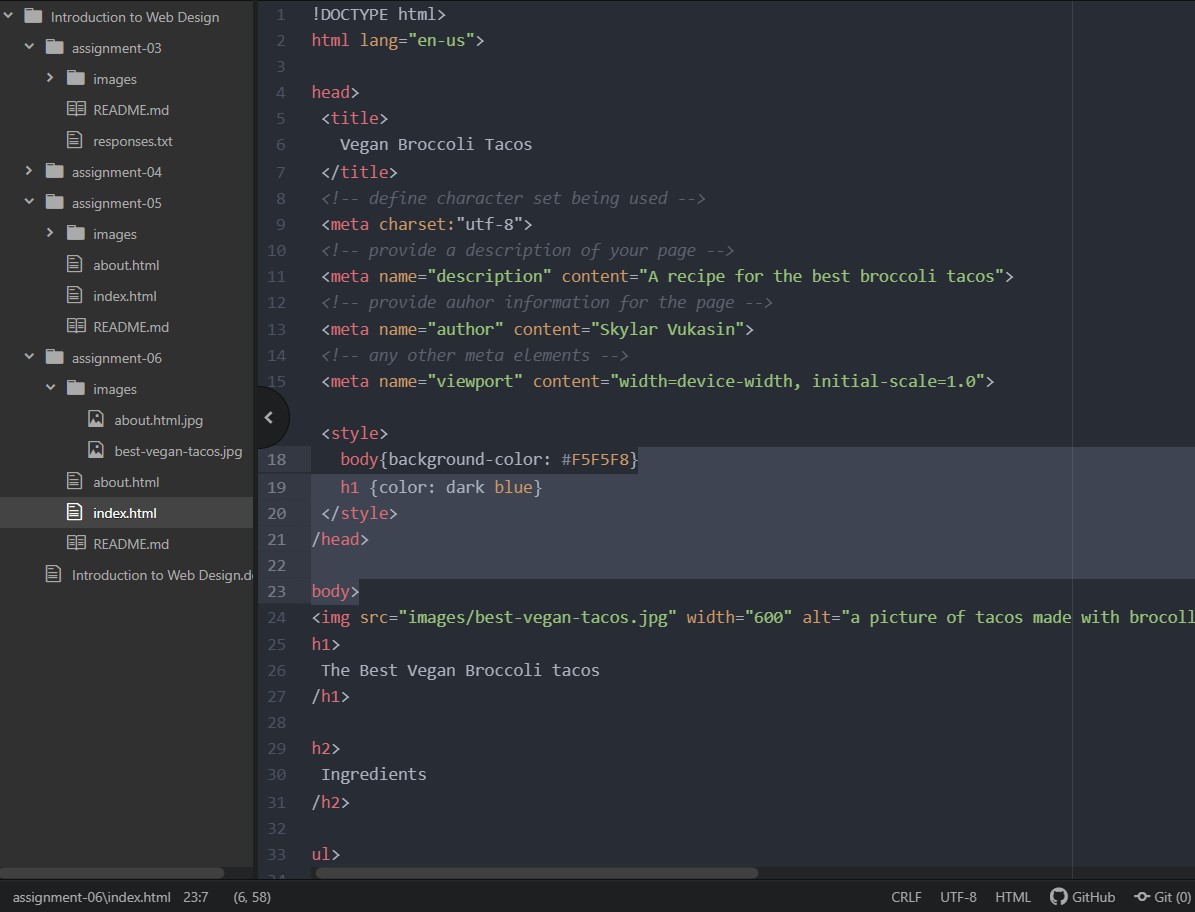 Introduction to Web Design
assignment-03
images
README.md
responses.txt
assignment-04
assignment-05
images
about.html
index.html
README.md
assignment-06
images
about.html.jpg
best-vegan-tacos.jpg
about.html
index.html
README.md
Introduction to Web Design.d
1 !DOCTYPE html>
2 html lang="en-us">
3
4 head>
5 <title>
6 Vegan Broccoli Tacos
7 </title>
8 <!-- define character set being used -->
9 <meta charset:"utf-8">
10 <!-- provide a description of your page -->
11 <meta name="description" content="A recipe for the best broccoli tacos">
12 <!-- provide auhor information for the page -->
13 <meta name="author" content="Skylar Vukasin">
14 <!-- any other meta elements -->
15 <meta name="viewport" content="width=device-width, initial-scale=1.0">
<style>
18 body{background-color: #F5F5F8}
19 h1 {color: dark blue}
20 </style>
21 /head>
22
23 body>
24 <img src="images/best-vegan-tacos.jpg" width="600" alt="a picture of tacos made with brocoll
25 h1>
26 The Best Vegan Broccoli tacos
27 /h1>
28
29 h2>
30 Ingredients
31 /h2>
32
33 ul>
34
assignment-06\index.html 23:7 (6, 58) CRLF UTF-8 HTML GitHub Git (0)